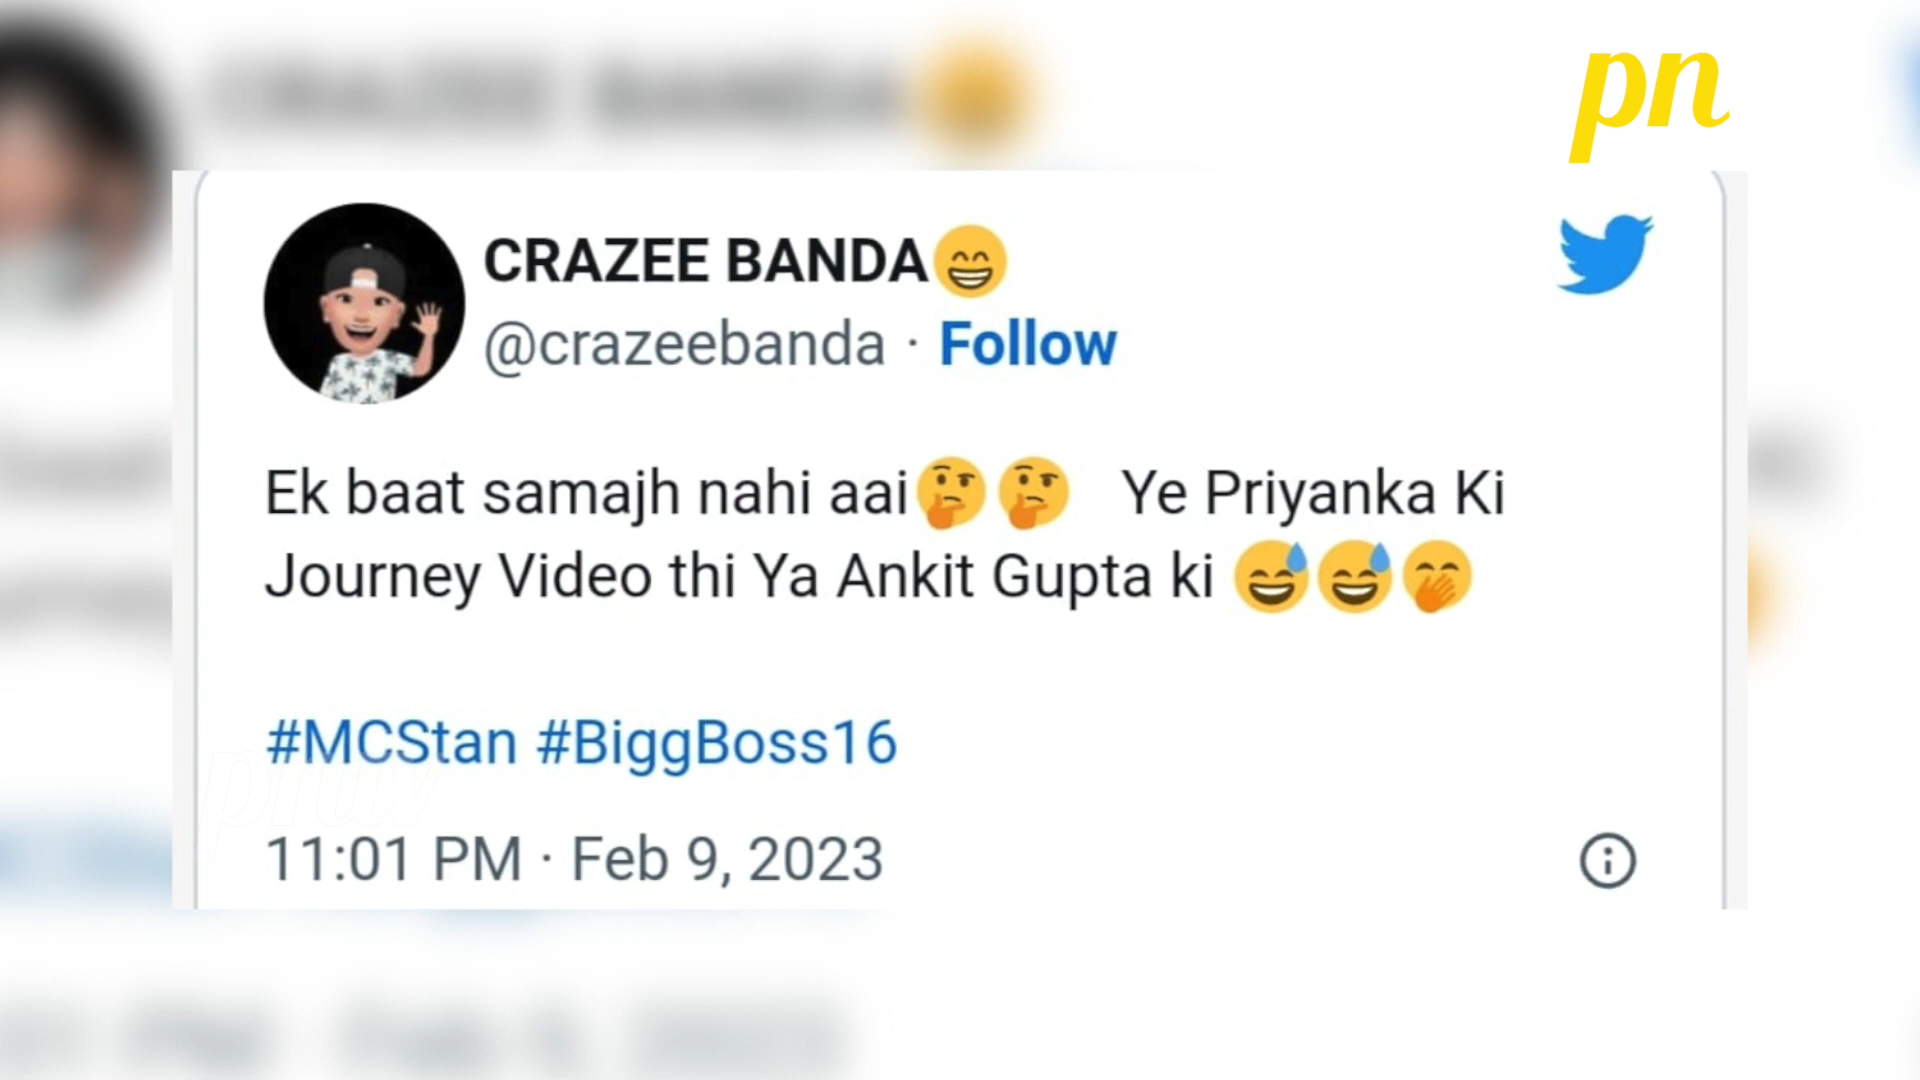 pn
CRAZEE BANDA😁
@crazeebanda · Follow
Ek baat samajh nahi aai🤔🤔 Ye Priyanka Ki
Journey Video thi Ya Ankit Gupta ki 😅😅🤭
#MCStan #BiggBoss16
11:01 PM · Feb 9, 2023